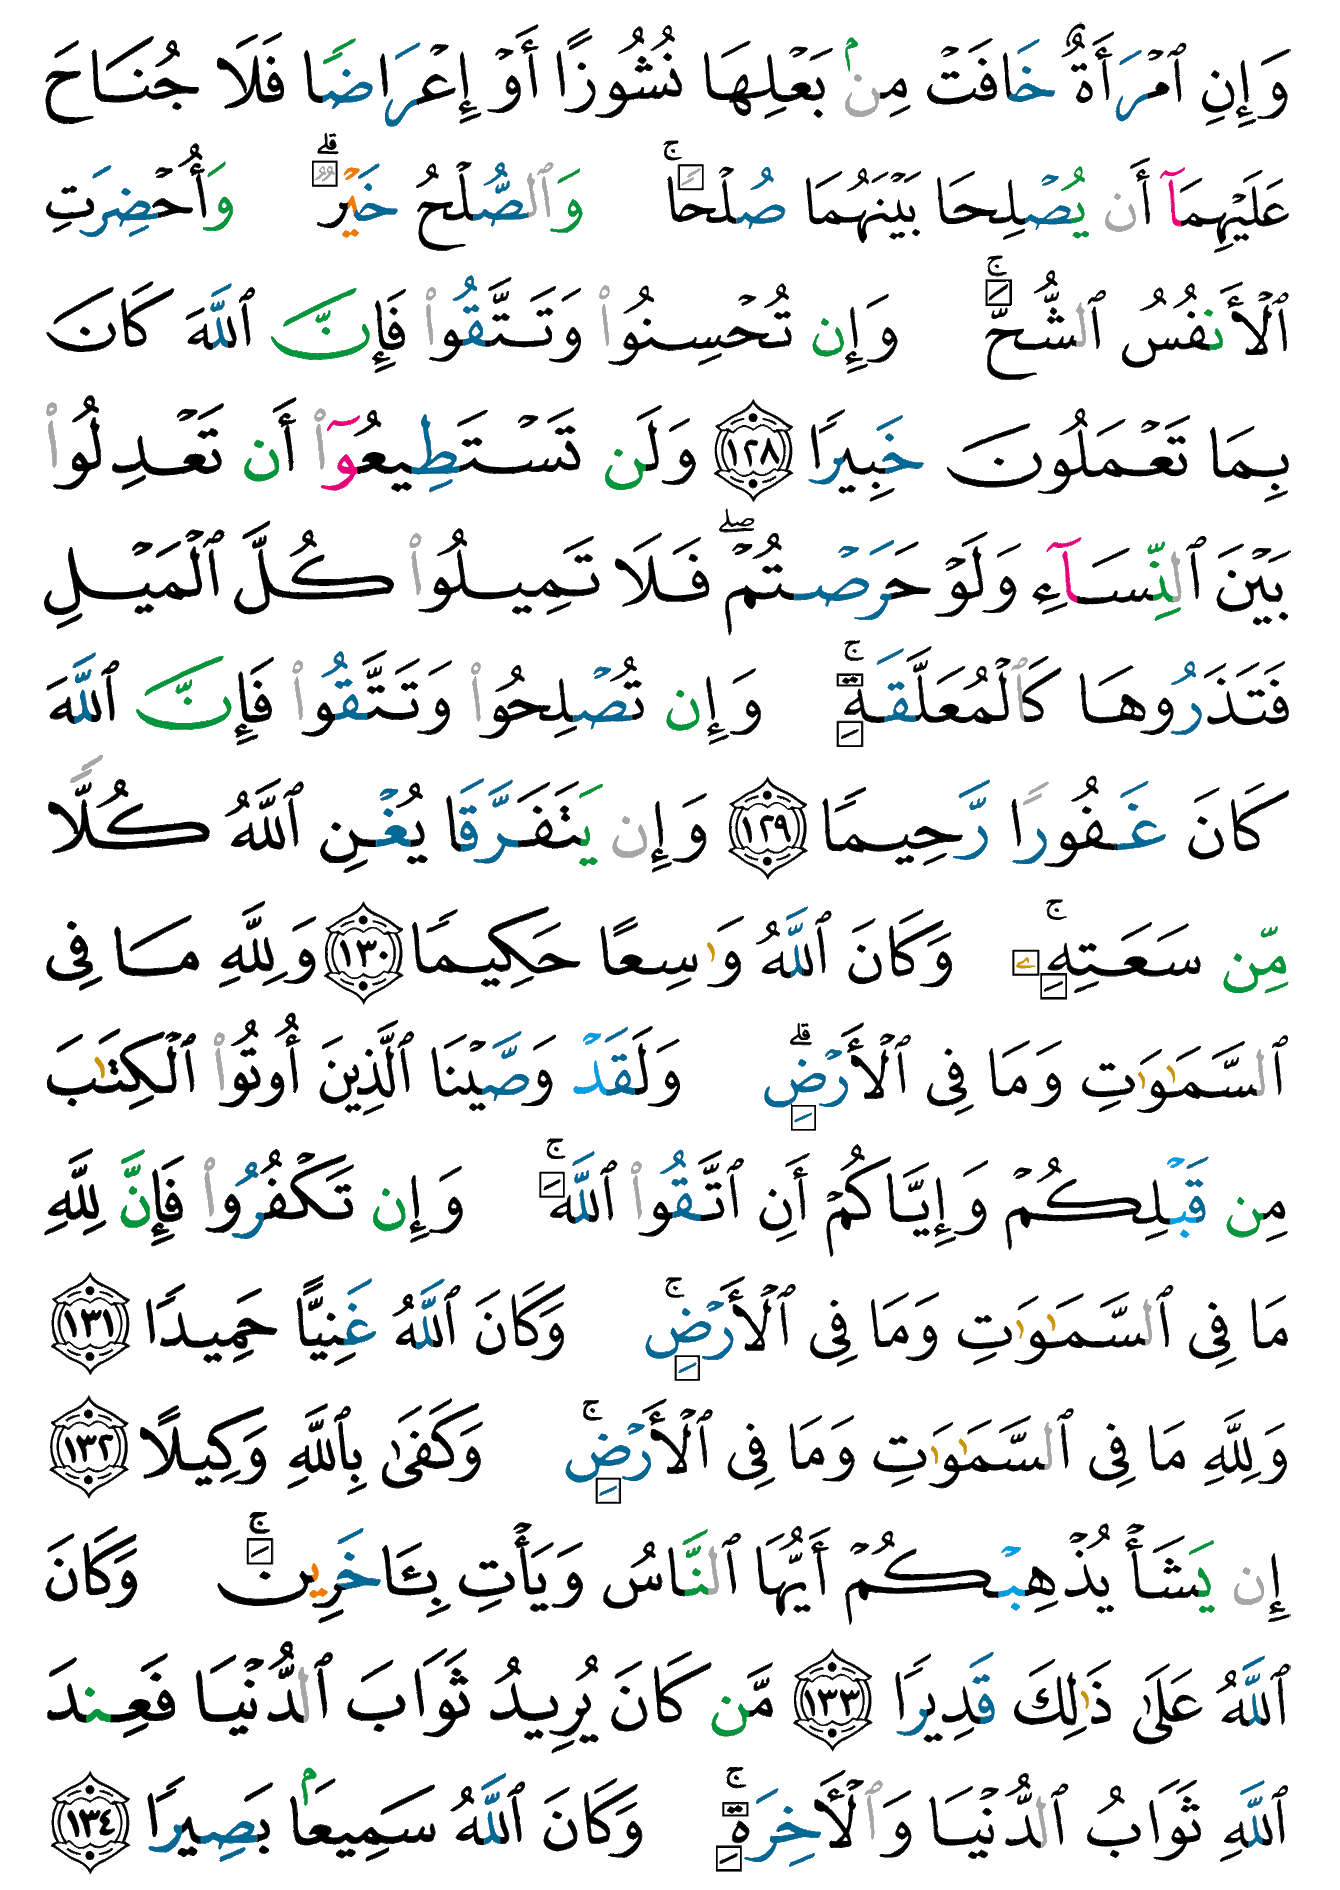 وَإِنِ ٱمْرَأَةٌ خَافَتْ مِنۢ بَعْلِهَا نُشُوزًا أَوْ إِعْرَاضًا فَلَا جُنَاحَ
عَلَيْهِمَآ أَن يُصْلِحَا بَيْنَهُمَا صُلْحًاۚ وَٱلصُّلْحُ خَيْرٌۗ وَأُحْضِرَتِ
ٱلْأَنفُسُ ٱلشُّحَّۚ وَإِن تُحْسِنُوا۟ وَتَتَّقُوا۟ فَإِنَّ ٱللَّهَ كَانَ
بِمَا تَعْمَلُونَ خَبِيرًا ١٢٨ وَلَن تَسْتَطِيعُوٓا۟ أَن تَعْدِلُوا۟
بَيْنَ ٱلنِّسَآءِ وَلَوْ حَرَصْتُمْۖ فَلَا تَمِيلُوا۟ كُلَّ ٱلْمَيْلِ
فَتَذَرُوهَا كَٱلْمُعَلَّقَةِۚ وَإِن تُصْلِحُوا۟ وَتَتَّقُوا۟ فَإِنَّ ٱللَّهَ
كَانَ غَفُورًا رَّحِيمًا ١٢٩ وَإِن يَتَفَرَّقَا يُغْنِ ٱللَّهُ كُلًّا
مِّن سَعَتِهِۦۚ وَكَانَ ٱللَّهُ وَٰسِعًا حَكِيمًا ١٣٠ وَلِلَّهِ مَا فِى
ٱلسَّمَٰوَٰتِ وَمَا فِى ٱلْأَرْضِۗ وَلَقَدْ وَصَّيْنَا ٱلَّذِينَ أُوتُوا۟ ٱلْكِتَٰبَ
مِن قَبْلِكُمْ وَإِيَّاكُمْ أَنِ ٱتَّقُوا۟ ٱللَّهَۚ وَإِن تَكْفُرُوا۟ فَإِنَّ لِلَّهِ
مَا فِى ٱلسَّمَٰوَٰتِ وَمَا فِى ٱلْأَرْضِۚ وَكَانَ ٱللَّهُ غَنِيًّا حَمِيدًا ١٣١
وَلِلَّهِ مَا فِى ٱلسَّمَٰوَٰتِ وَمَا فِى ٱلْأَرْضِۚ وَكَفَىٰ بِٱللَّهِ وَكِيلًا ١٣٢
إِن يَشَأْ يُذْهِبْكُمْ أَيُّهَا ٱلنَّاسُ وَيَأْتِ بِـَٔاخَرِينَۚ وَكَانَ
ٱللَّهُ عَلَىٰ ذَٰلِكَ قَدِيرًا ١٣٣ مَّن كَانَ يُرِيدُ ثَوَابَ ٱلدُّنْيَا فَعِندَ
ٱللَّهِ ثَوَابُ ٱلدُّنْيَا وَٱلْأَخِرَةِۚ وَكَانَ ٱللَّهُ سَمِيعَۢا بَصِيرًا ١٣٤